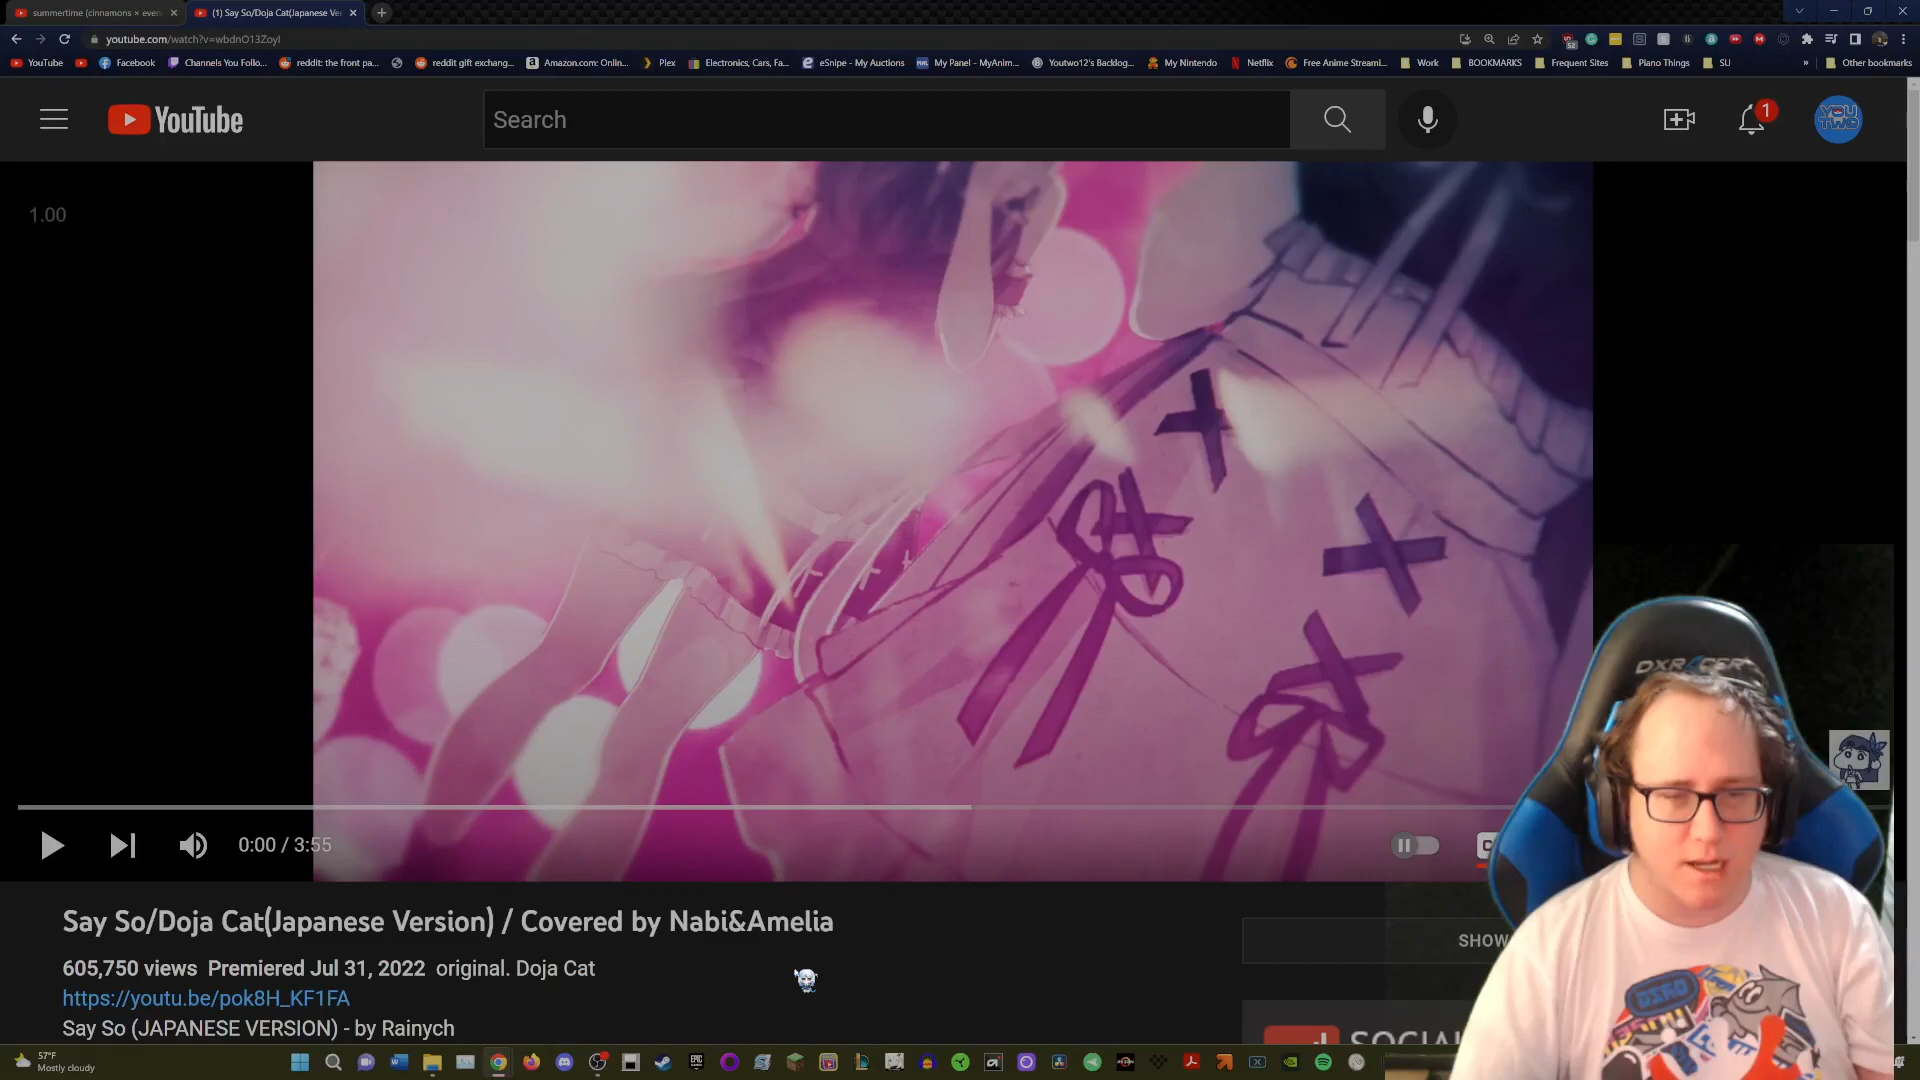 summertime (cinnamons × even
(1) Say So/Doja Cat(Japanese Ve
youtube.com/watch?v=wbdnO13ZoyI
YouTube
Facebook
Channels You Follo...
reddit: the front pa...
reddit gift exchang...
Amazon.com: Onlin...
Plex
Electronics, Cars, Fa...
eSnipe - My Auctions
My Panel - MyAnim...
Youtwo12's Backlog...
My Nintendo
Netflix
Free Anime Streami...
Work
BOOKMARKS
Frequent Sites
Piano Things
SU
»
Other bookmarks
YouTube
Search
1
YOU
TWO
1.00
DXRACER
0:00 / 3:55
Say So/Doja Cat(Japanese Version) / Covered by Nabi&Amelia
605,750 views Premiered Jul 31, 2022 original. Doja Cat
https://youtu.be/pok8H_KF1FA
Say So (JAPANESE VERSION) - by Rainych
SHOW
SOCIAL
57°F
Mostly cloudy